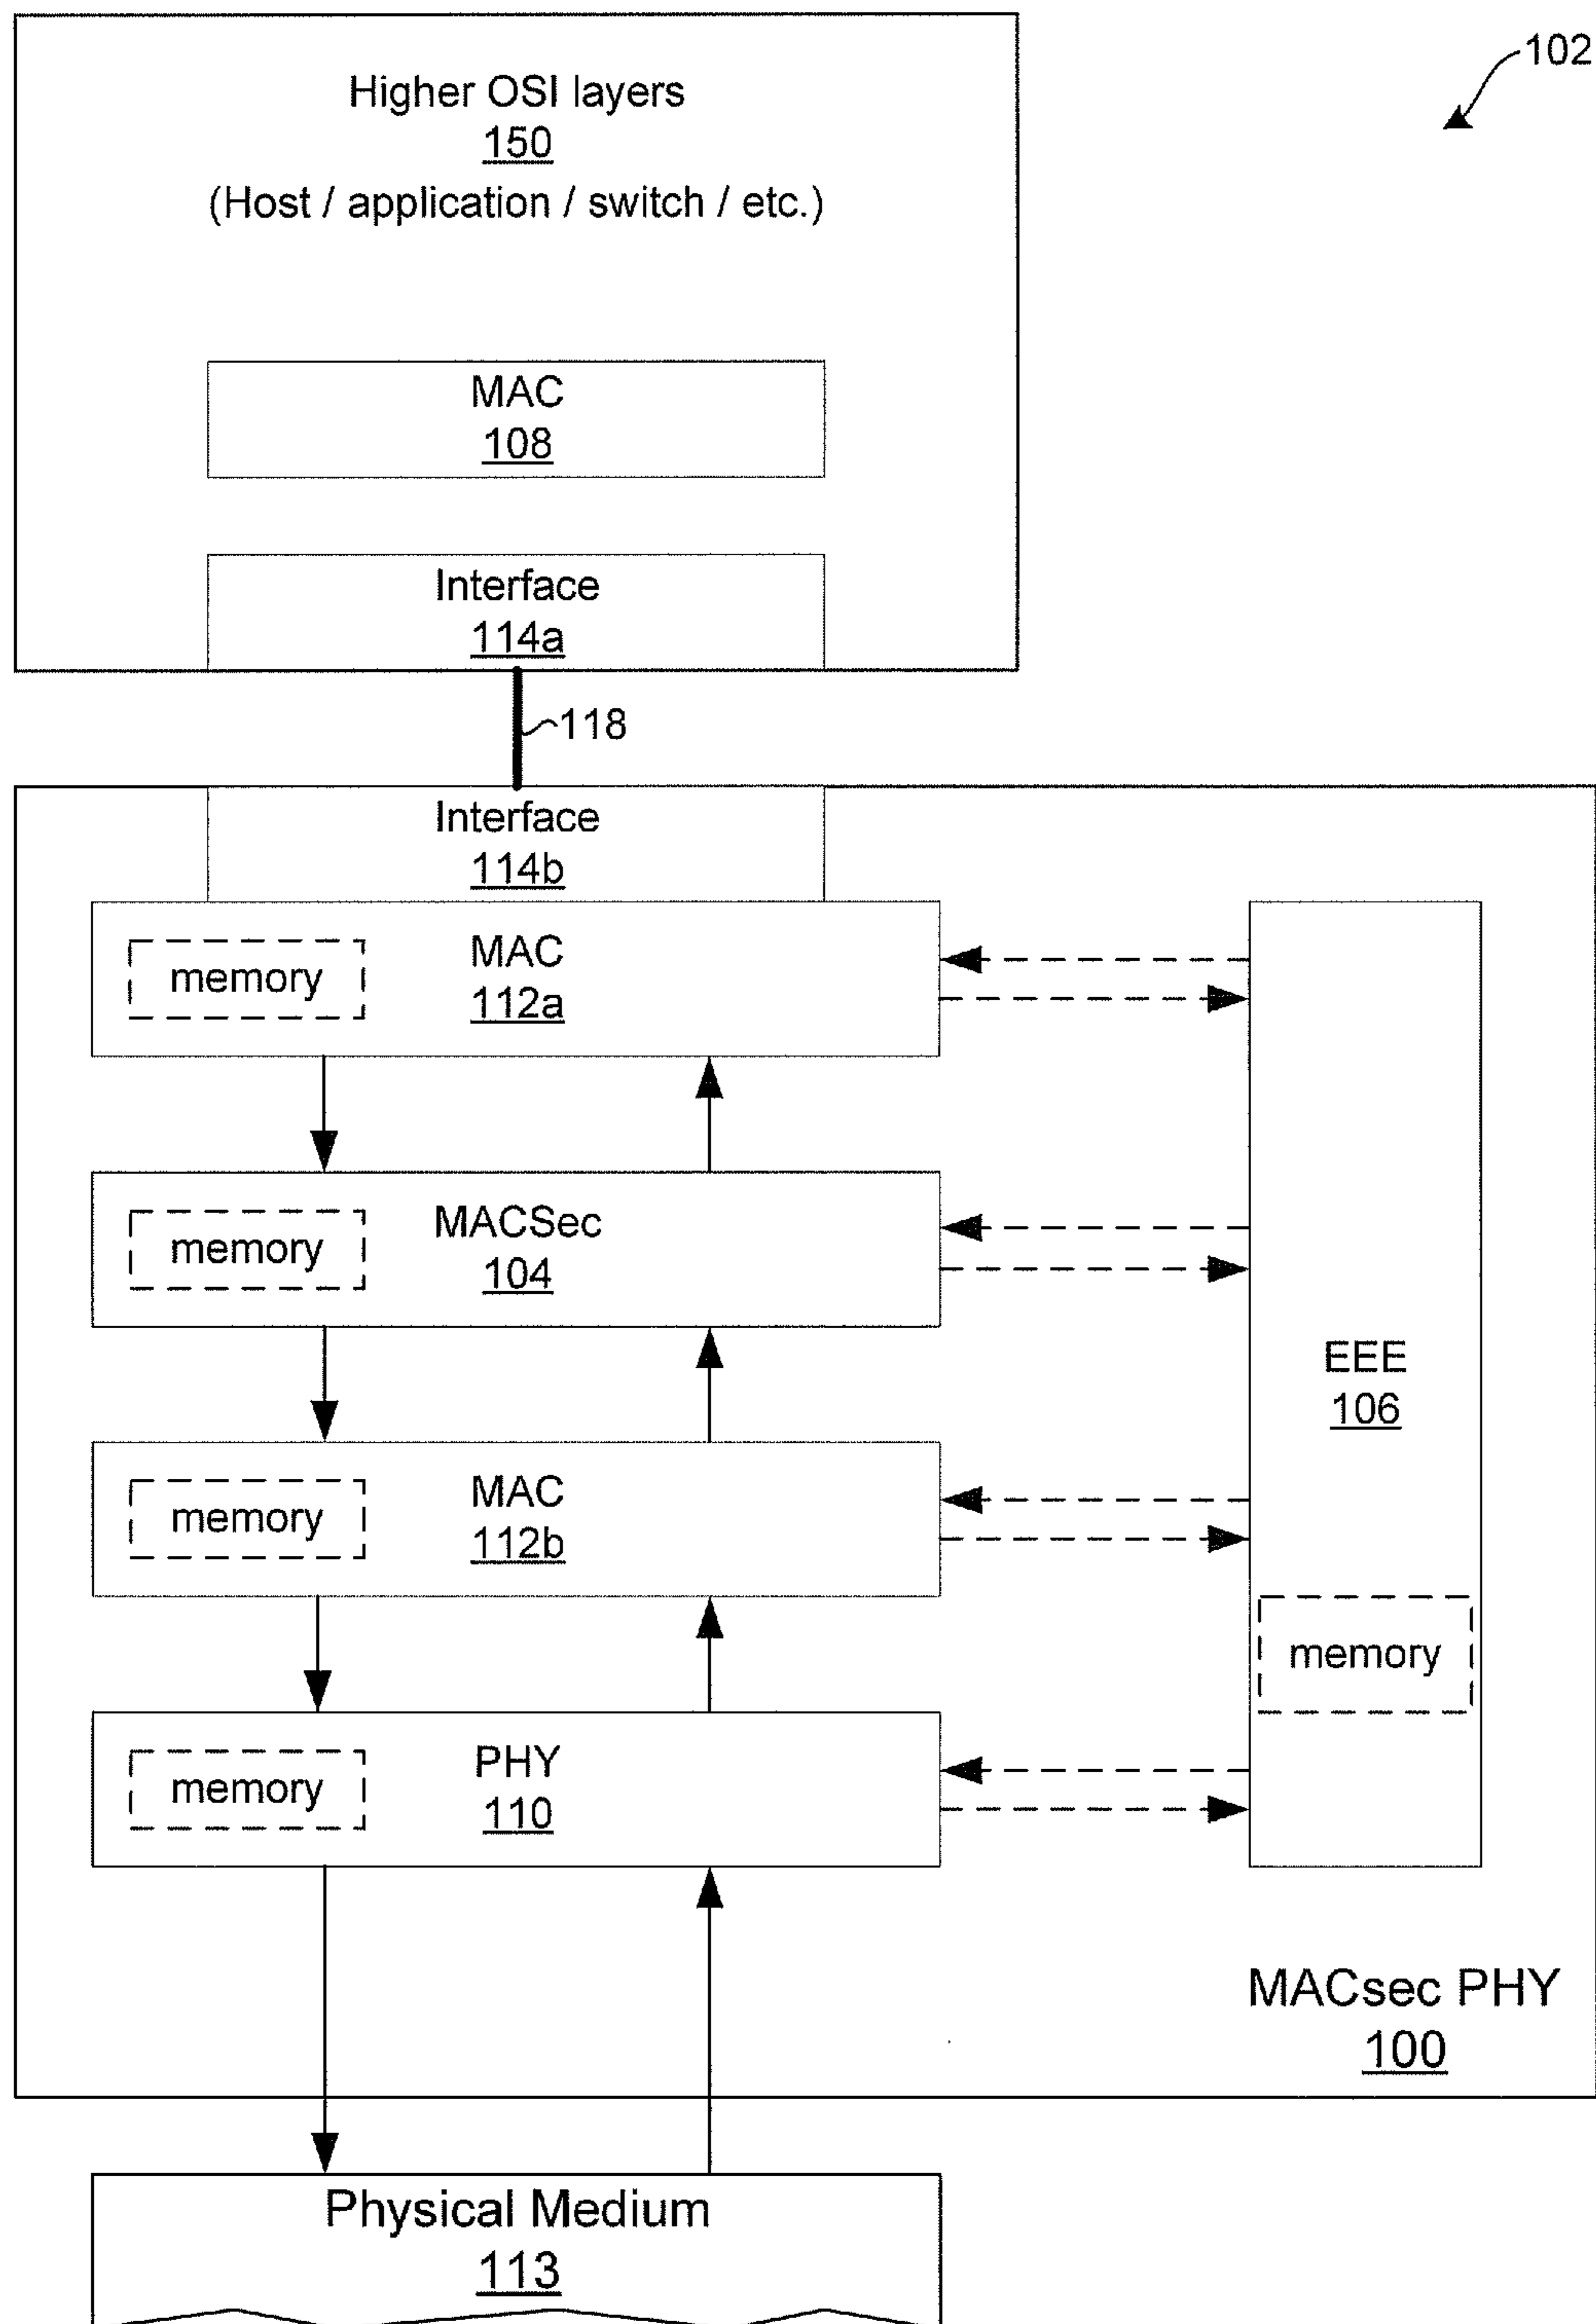 102
Higher OSI layers
150
(Host / application / switch / etc.)
MAC
108
Interface
114a
118
Interface
114b
memory
MAC
112a
memory
MACSec
104
EEE
106
memory
MAC
112b
memory
memory
PHY
110
MACsec PHY
100
Physical Medium
113